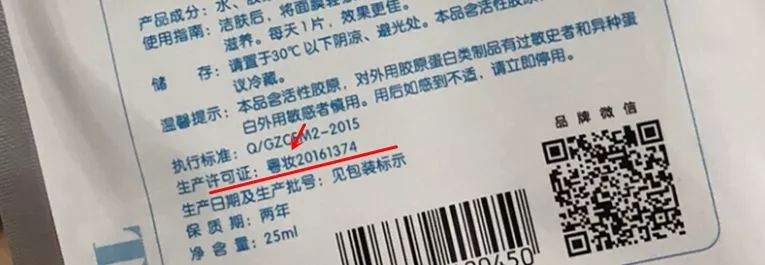 产品成分：水、胶
使用指南：洁肤后，将面膜轻
滋养。每天1片，效果更佳。
储 存：请置于30℃以下阴凉、避光处。本品含活性胶原，
议冷藏。
温馨提示：本品含活性胶原，对外用胶原蛋白类制品有过敏史者和异种蛋
白外用敏感者慎用。用后如感到不适，请立即停用。
执行标准：Q/GZC M2-2015
生产许可证：粤妆20161374
生产日期及生产批号：见包装标示
保 质 期：两年
净 含 量：25ml
品牌微信